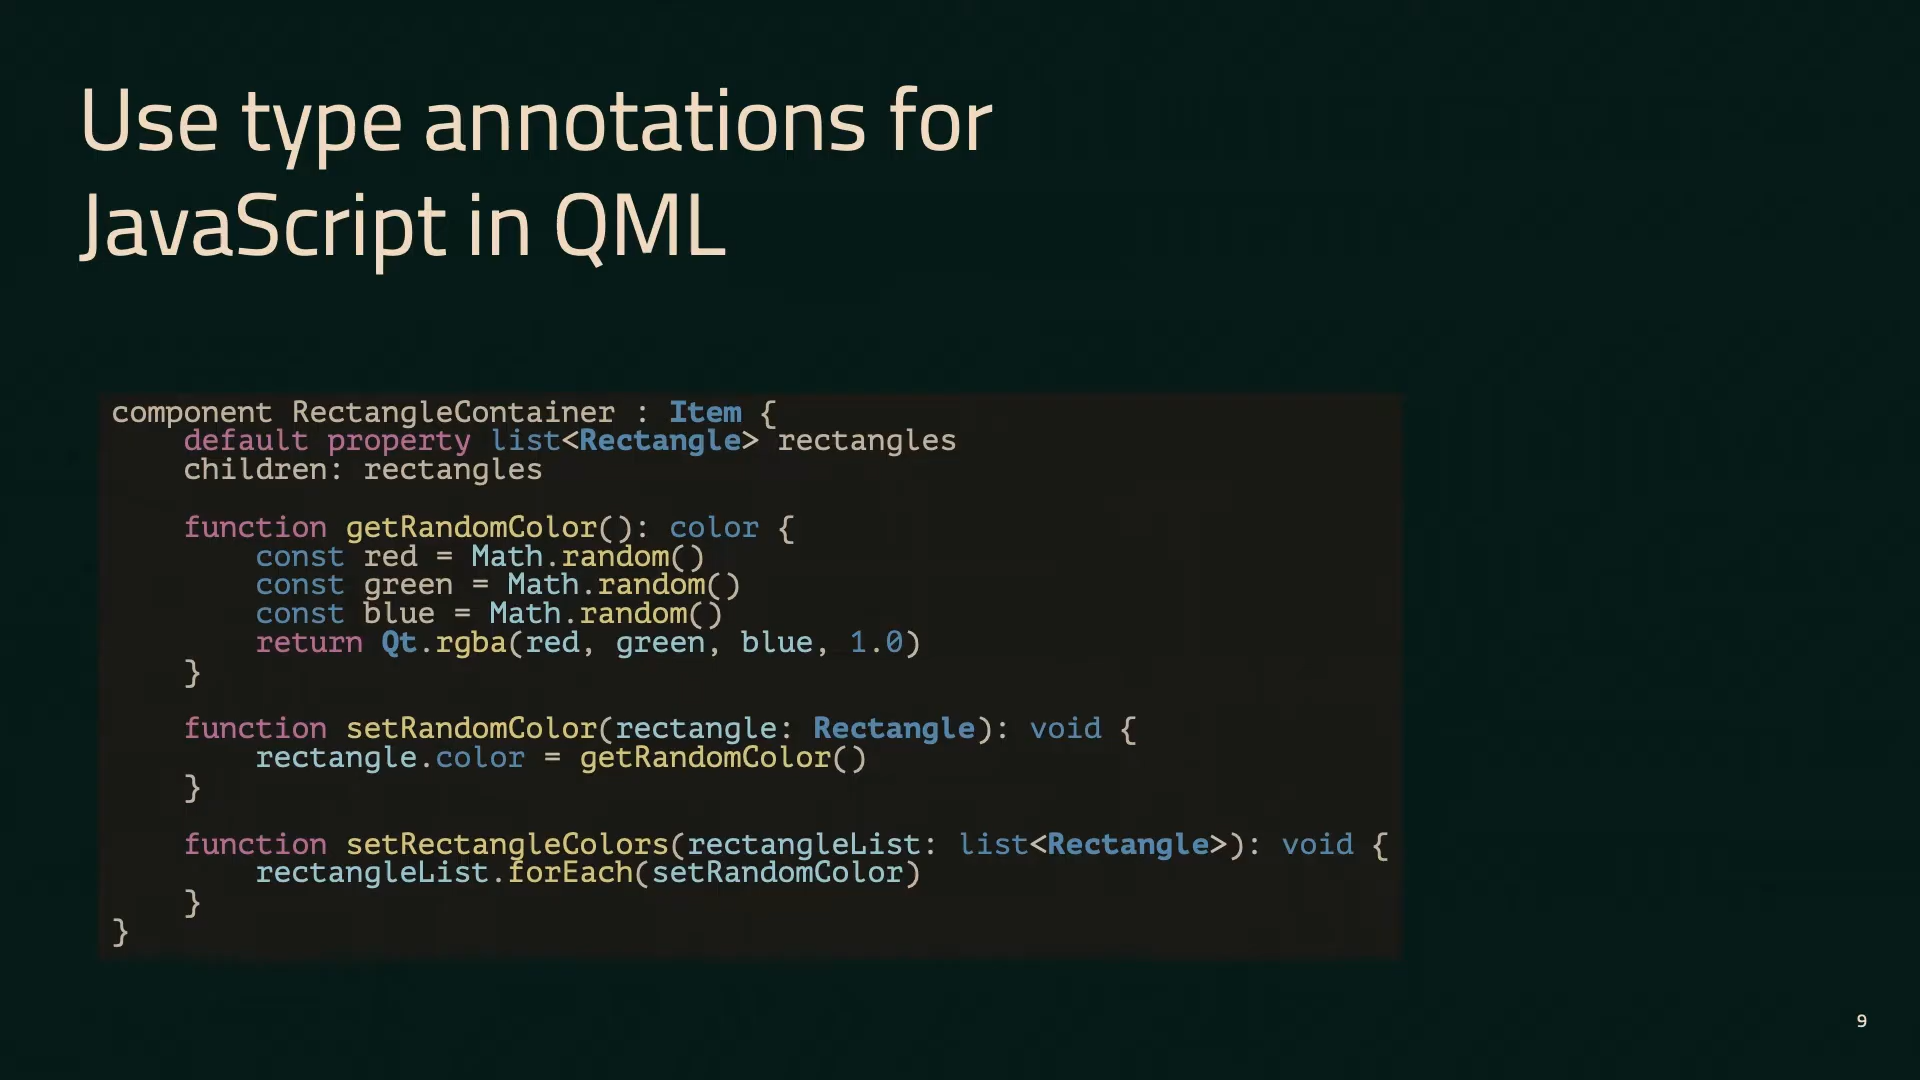 Use type annotations for
JavaScript in QML
component RectangleContainer : Item {
    default property list<Rectangle> rectangles
    children: rectangles

    function getRandomColor(): color {
        const red = Math.random()
        const green = Math.random()
        const blue = Math.random()
        return Qt.rgba(red, green, blue, 1.0)
    }

    function setRandomColor(rectangle: Rectangle): void {
        rectangle.color = getRandomColor()
    }

    function setRectangleColors(rectangleList: list<Rectangle>): void {
        rectangleList.forEach(setRandomColor)
    }
}
9